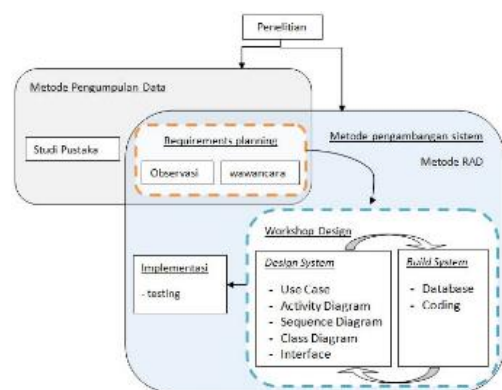 Penelitian
Metode Pengumpulan Data
Studi Pustaka
Requirements planning
Observasi
wawancara
Metode pengambangan sistem
Metode RAD
Workshop Design
Design System
- Use Case
- Activity Diagram
- Sequence Diagram
- Class Diagram
- Interface
Build System
- Database
- Coding
Implementasi
- testing